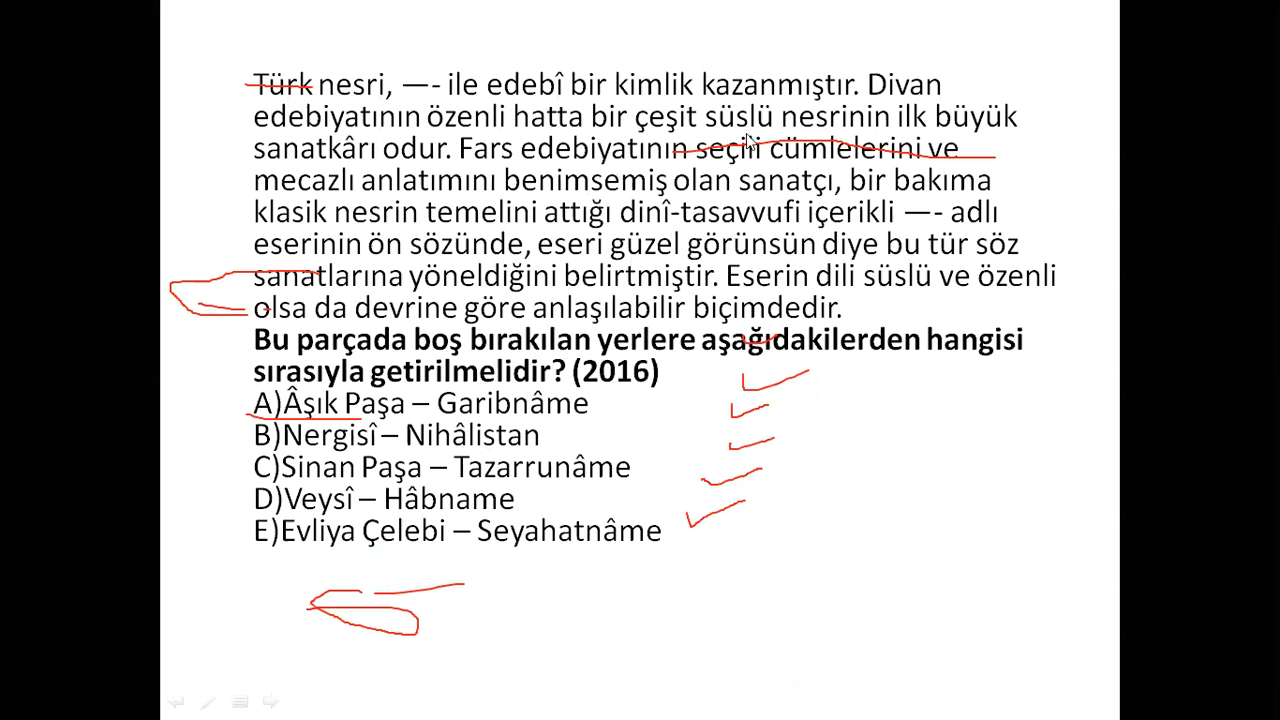 Türk nesri, —- ile edebî bir kimlik kazanmıştır. Divan
edebiyatının özenli hatta bir çeşit süslü nesrinin ilk büyük
sanatkârı odur. Fars edebiyatının seçili cümlelerini ve
mecazlı anlatımını benimsemiş olan sanatçı, bir bakıma
klasik nesrin temelini attığı dinî-tasavvufi içerikli —- adlı
eserinin ön sözünde, eseri güzel görünsün diye bu tür söz
sanatlarına yöneldiğini belirtmiştir. Eserin dili süslü ve özenli
olsa da devrine göre anlaşılabilir biçimdedir.
Bu parçada boş bırakılan yerlere aşağıdakilerden hangisi
sırasıyla getirilmelidir? (2016)
A)Âşık Paşa – Garibnâme
B)Nergisî – Nihâlistan
C)Sinan Paşa – Tazarrunâme
D)Veysî – Hâbname
E)Evliya Çelebi – Seyahatnâme